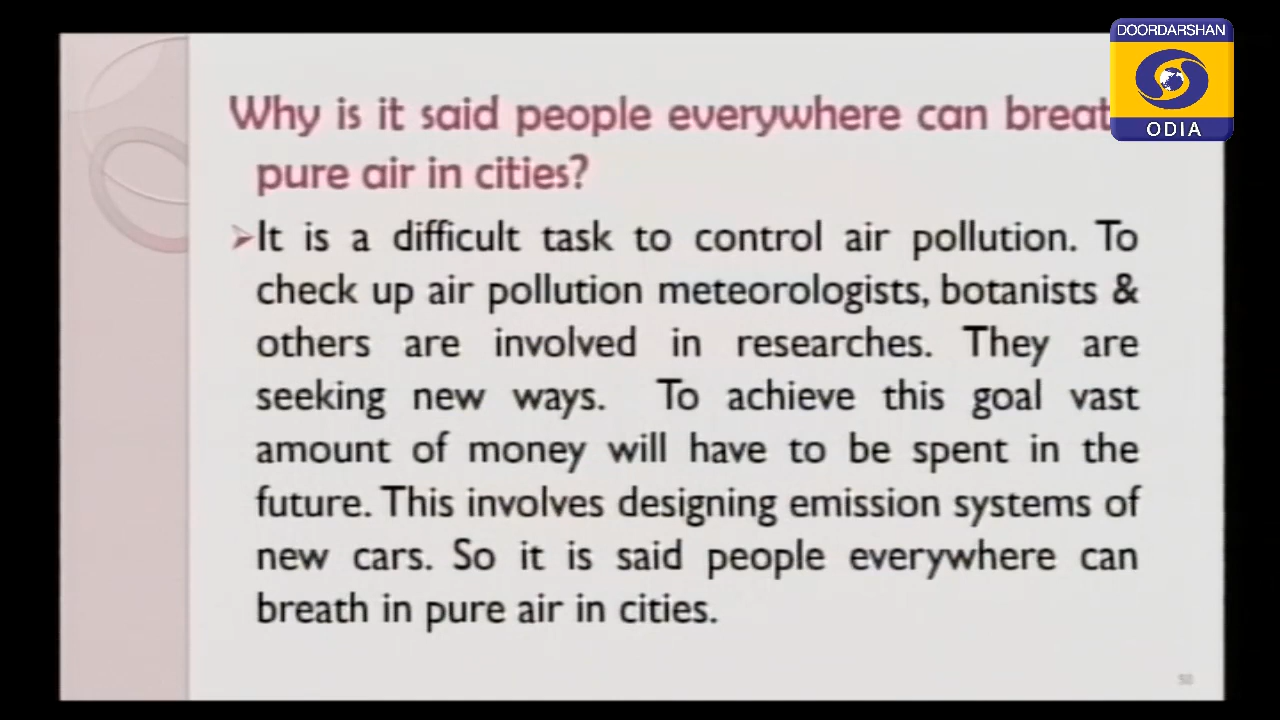 DOORDARSHAN
ODIA
Why is it said people everywhere can breat
pure air in cities?
➢It is a difficult task to control air pollution. To
check up air pollution meteorologists, botanists &
others are involved in researches. They are
seeking new ways. To achieve this goal vast
amount of money will have to be spent in the
future. This involves designing emission systems of
new cars. So it is said people everywhere can
breath in pure air in cities.
50